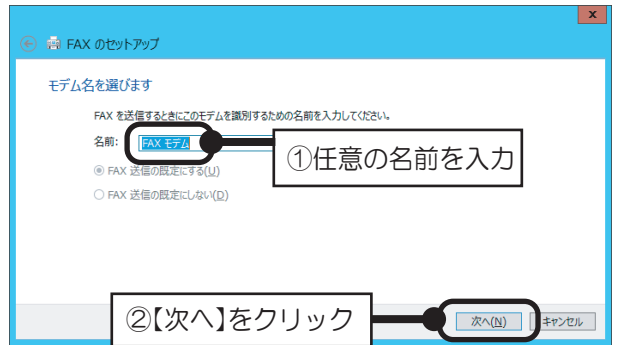 x
FAX のセットアップ
モデム名を選びます
FAX を送信するときにこのモデムを識別するための名前を入力してください。
名前: FAX モデム
①任意の名前を入力
FAX 送信の既定にする(U)
FAX 送信の既定にしない(D)
②【次へ】をクリック
次へ(N) キャンセル